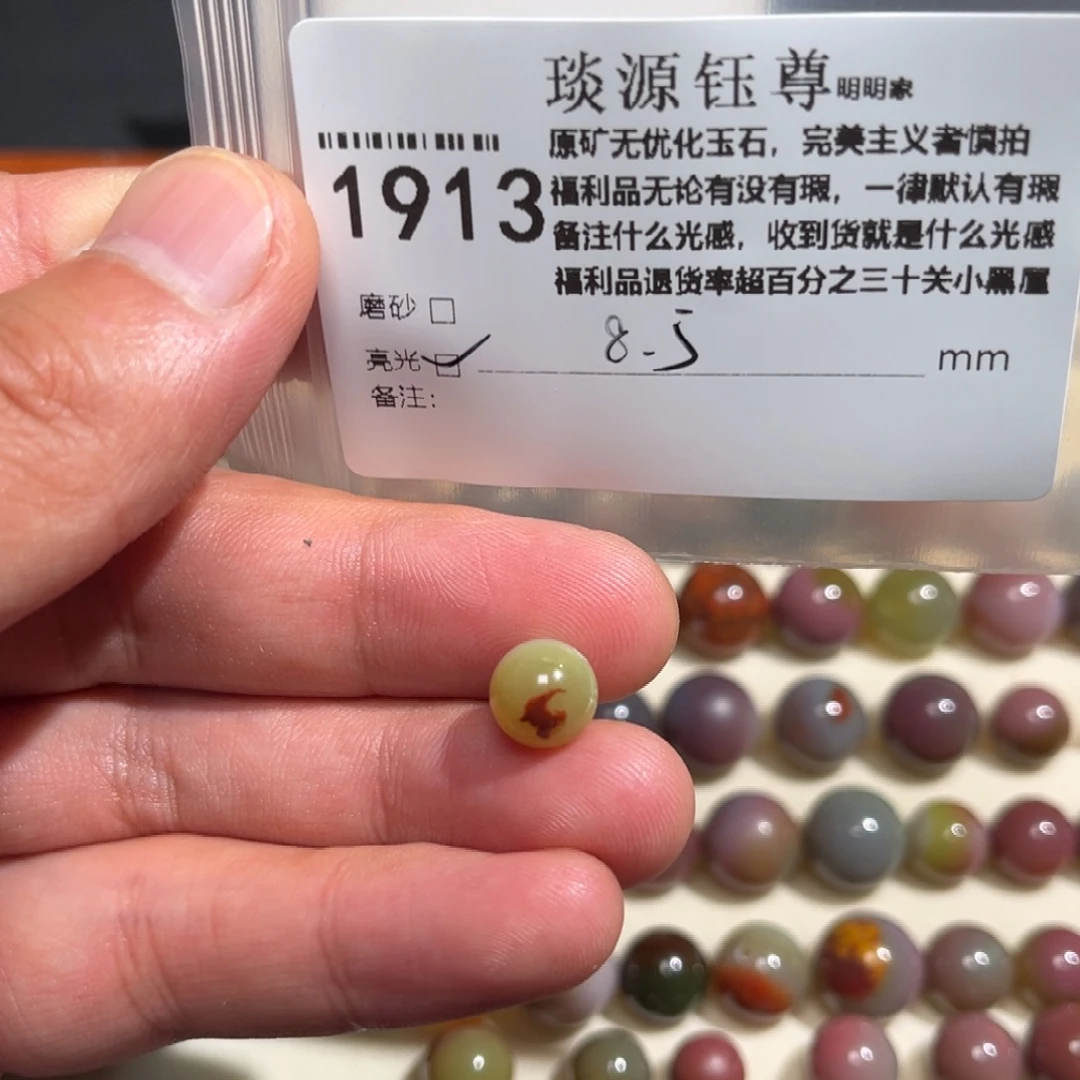 琰源钰尊明明家
原矿无优化玉石，完美主义者慎拍
1913
福利品无论有没有瑕，一律默认有瑕
备注什么光感，收到货就是什么光感
福利品退货率超百分之三十关小黑屋
磨砂□
亮光☑ 8.5 mm
备注：